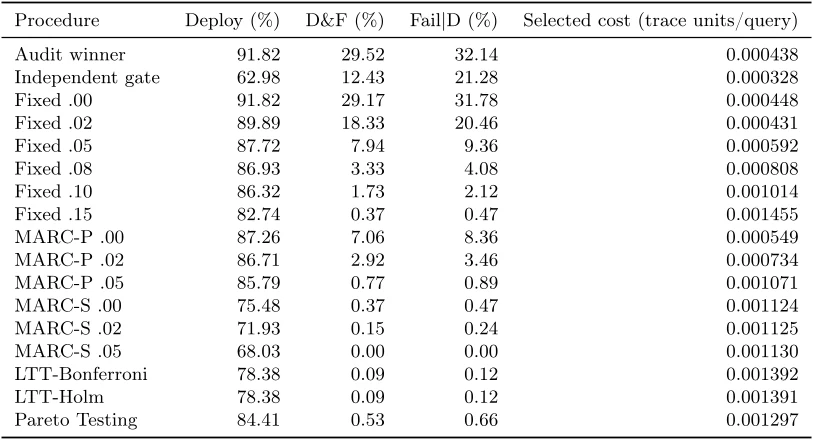 Procedure Deploy (%) D&F (%) Fail|D (%) Selected cost (trace units/query)
Audit winner 91.82 29.52 32.14 0.000438
Independent gate 62.98 12.43 21.28 0.000328
Fixed .00 91.82 29.17 31.78 0.000448
Fixed .02 89.89 18.33 20.46 0.000431
Fixed .05 87.72 7.94 9.36 0.000592
Fixed .08 86.93 3.33 4.08 0.000808
Fixed .10 86.32 1.73 2.12 0.001014
Fixed .15 82.74 0.37 0.47 0.001455
MARC-P .00 87.26 7.06 8.36 0.000549
MARC-P .02 86.71 2.92 3.46 0.000734
MARC-P .05 85.79 0.77 0.89 0.001071
MARC-S .00 75.48 0.37 0.47 0.001124
MARC-S .02 71.93 0.15 0.24 0.001125
MARC-S .05 68.03 0.00 0.00 0.001130
LTT-Bonferroni 78.38 0.09 0.12 0.001392
LTT-Holm 78.38 0.09 0.12 0.001391
Pareto Testing 84.41 0.53 0.66 0.001297